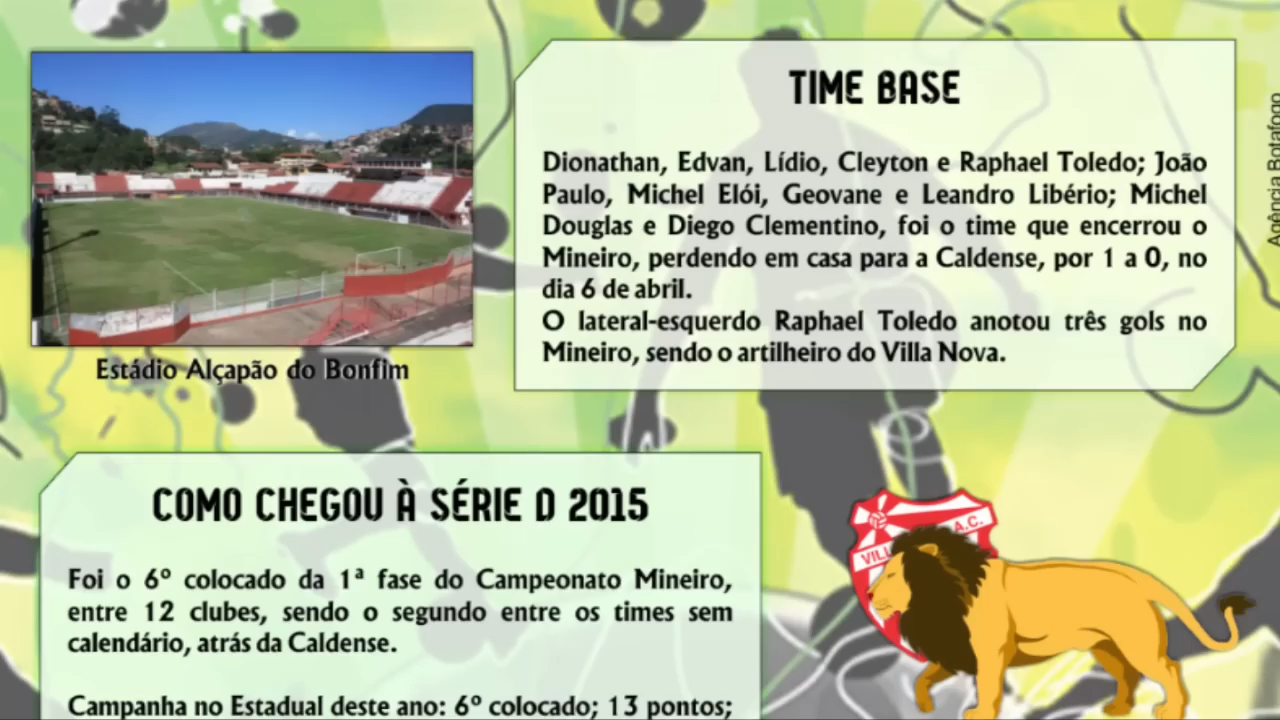 TIME BASE
Dionathan, Edvan, Lídio, Cleyton e Raphael Toledo; João
Paulo, Michel Elói, Geovane e Leandro Libério; Michel
Douglas e Diego Clementino, foi o time que encerrou o
Mineiro, perdendo em casa para a Caldense, por 1 a 0, no
dia 6 de abril.
O lateral-esquerdo Raphael Toledo anotou três gols no
Mineiro, sendo o artilheiro do Villa Nova.
Agência Botafogo
Estádio Alçapão do Bonfim
COMO CHEGOU À SÉRIE D 2015
Foi o 6º colocado da 1ª fase do Campeonato Mineiro,
entre 12 clubes, sendo o segundo entre os times sem
calendário, atrás da Caldense.
Campanha no Estadual deste ano: 6º colocado; 13 pontos;
VILL
A.C.